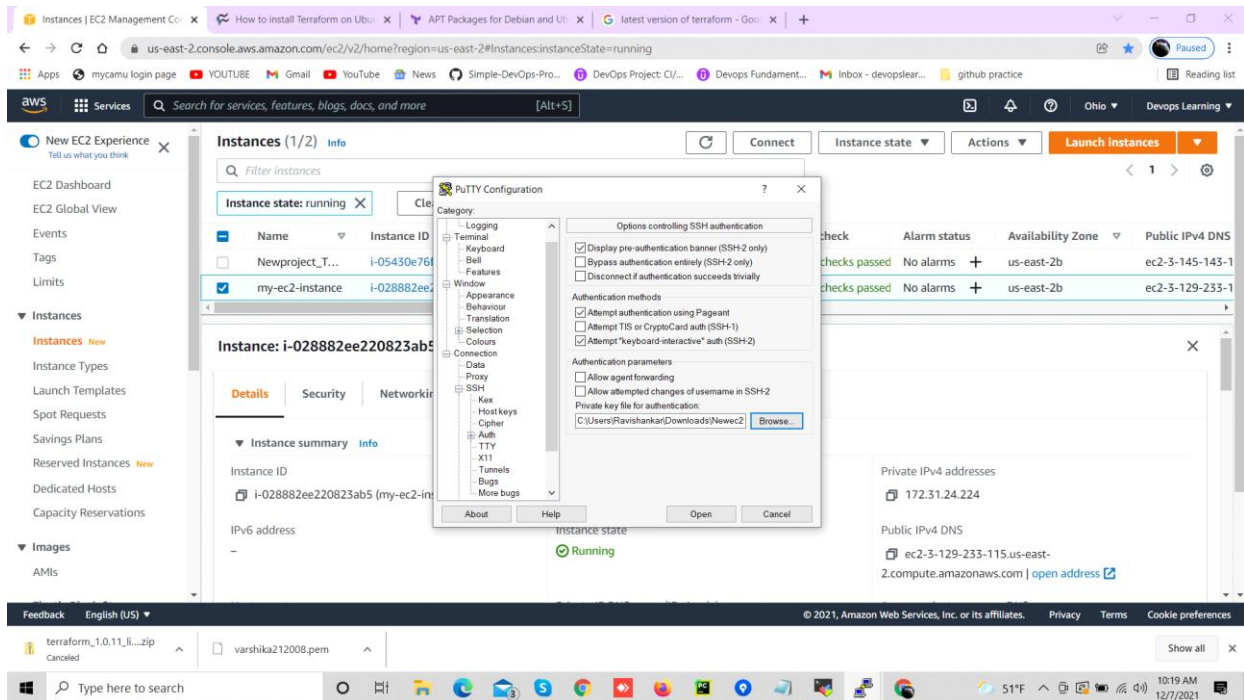 Instances | EC2 Management Co
How to install Terraform on Ubu
APT Packages for Debian and Ub
latest version of terraform - Goo
us-east-2.console.aws.amazon.com/ec2/v2/home?region=us-east-2#Instances:instanceState=running
Paused
Apps
mycamu login page
YOUTUBE
Gmail
YouTube
News
Simple-DevOps-Pro...
DevOps Project: CI/...
Devops Fundament...
Inbox - devopslear...
github practice
Reading list
aws
Services
Search for services, features, blogs, docs, and more
[Alt+S]
Ohio
Devops Learning
New EC2 Experience
Tell us what you think
EC2 Dashboard
EC2 Global View
Events
Tags
Limits
Instances
Instances New
Instance Types
Launch Templates
Spot Requests
Savings Plans
Reserved Instances New
Dedicated Hosts
Capacity Reservations
Images
AMIs
Instances (1/2) Info
Connect
Instance state
Actions
Launch instances
Filter instances
1
Instance state: running
Cle
Name
Instance ID
check
Alarm status
Availability Zone
Public IPv4 DNS
Newproject_T...
i-05430e76f
checks passed
No alarms
us-east-2b
ec2-3-145-143-1
my-ec2-instance
i-028882ee2
checks passed
No alarms
us-east-2b
ec2-3-129-233-1
Instance: i-028882ee220823ab5
Details
Security
Networkin
Instance summary Info
Instance ID
i-028882ee220823ab5 (my-ec2-in
IPv6 address
–
Instance state
Running
Private IPv4 addresses
172.31.24.224
Public IPv4 DNS
ec2-3-129-233-115.us-east-
2.compute.amazonaws.com | open address
PuTTY Configuration
?
Category:
Logging
Terminal
Keyboard
Bell
Features
Window
Appearance
Behaviour
Translation
Selection
Colours
Connection
Data
Proxy
SSH
Kex
Host keys
Cipher
Auth
TTY
X11
Tunnels
Bugs
More bugs
Options controlling SSH authentication
Display pre-authentication banner (SSH-2 only)
Bypass authentication entirely (SSH-2 only)
Disconnect if authentication succeeds trivially
Authentication methods
Attempt authentication using Pageant
Attempt TIS or CryptoCard auth (SSH-1)
Attempt "keyboard-interactive" auth (SSH-2)
Authentication parameters
Allow agent forwarding
Allow attempted changes of username in SSH-2
Private key file for authentication:
C:\Users\Ravishankar\Downloads\Newec2
Browse...
About
Help
Open
Cancel
Feedback
English (US)
© 2021, Amazon Web Services, Inc. or its affiliates.
Privacy
Terms
Cookie preferences
terraform_1.0.11_li....zip
Canceled
varshika212008.pem
Show all
Type here to search
51°F
10:19 AM
12/7/2021